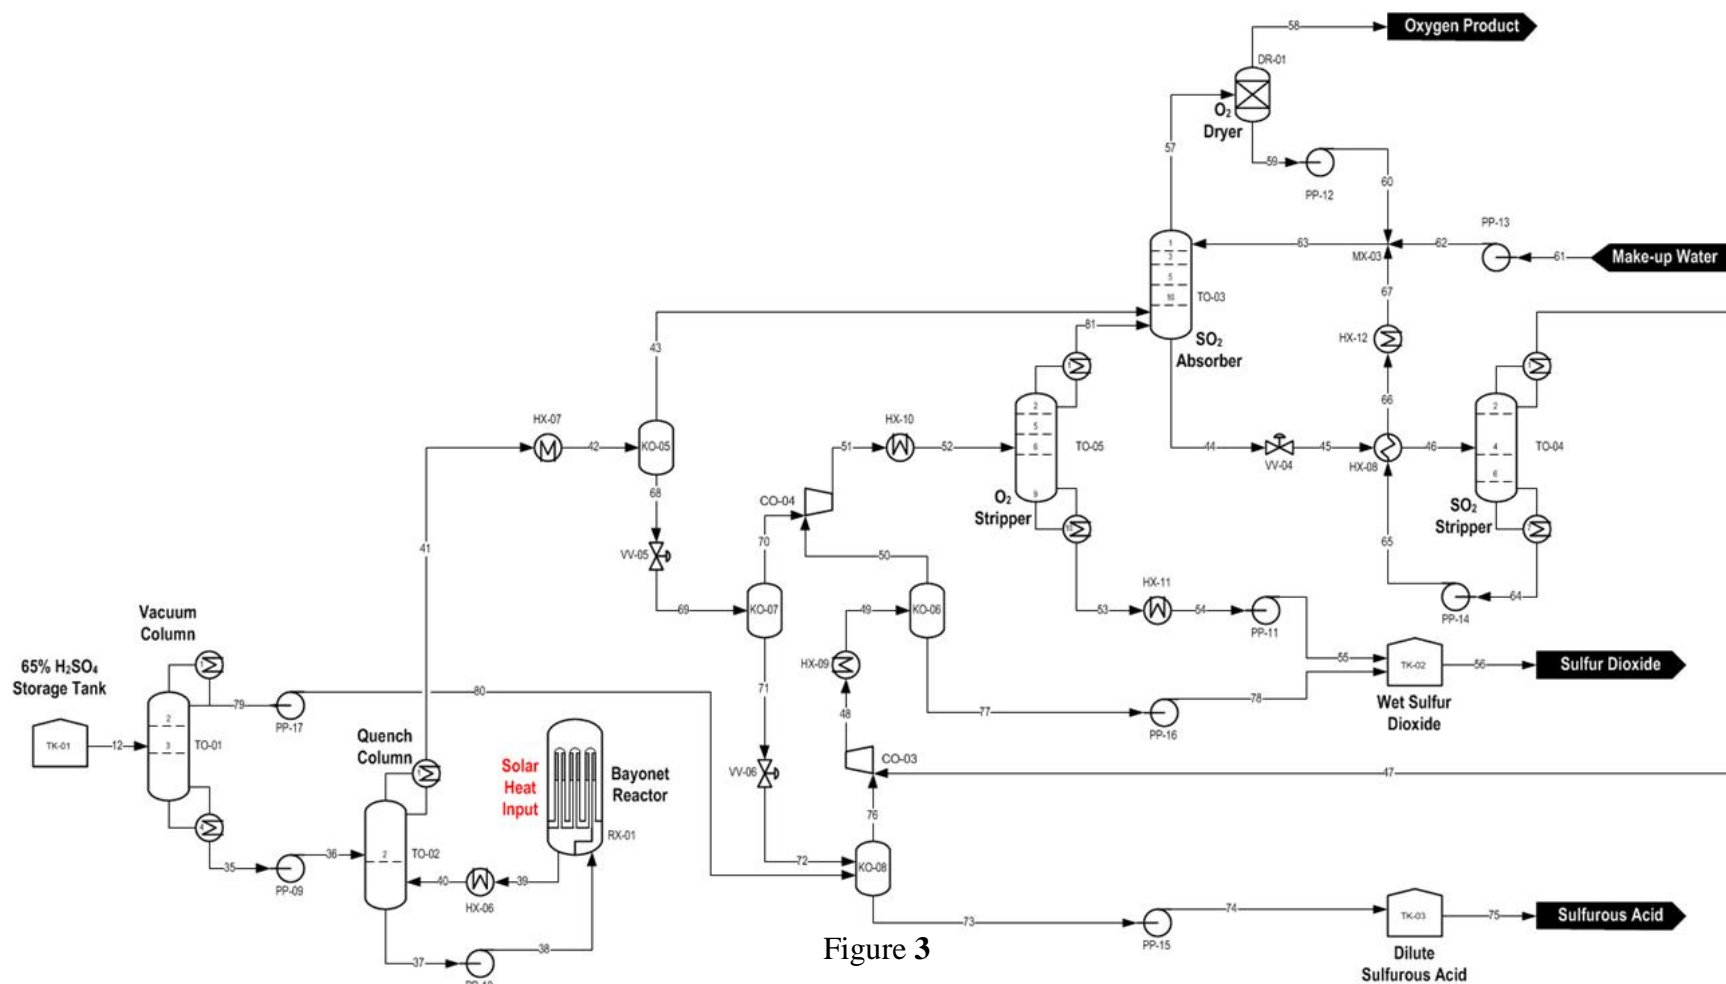 58
Oxygen Product
DR-01
O₂
Dryer
57
59
PP-12
60
PP-13
1
3
5
10
63
MX-03
62
61
Make-up Water
TO-03
67
81
SO₂
Absorber
43
HX-12
1
1
HX-07
42
KO-05
HX-10
51
52
2
5
6
9
TO-05
66
44
45
VV-04
HX-08
46
2
4
6
TO-04
68
CO-04
O₂
Stripper
10
SO₂
Stripper
7
41
VV-05
70
50
65
69
KO-07
49
KO-06
53
HX-11
54
PP-11
PP-14
64
Vacuum
Column
65% H₂SO₄
Storage Tank
1
HX-09
71
55
TK-02
56
Sulfur Dioxide
79
80
PP-17
48
77
78
PP-16
Wet Sulfur
Dioxide
TK-01
12
2
3
TO-01
Quench
Column
1
Solar
Heat
Input
Bayonet
Reactor
VV-06
CO-03
47
4
RX-01
76
35
PP-09
36
2
TO-02
40
HX-06
39
72
KO-08
73
74
PP-15
TK-03
75
Sulfurous Acid
37
38
Figure 3
Dilute
Sulfurous Acid